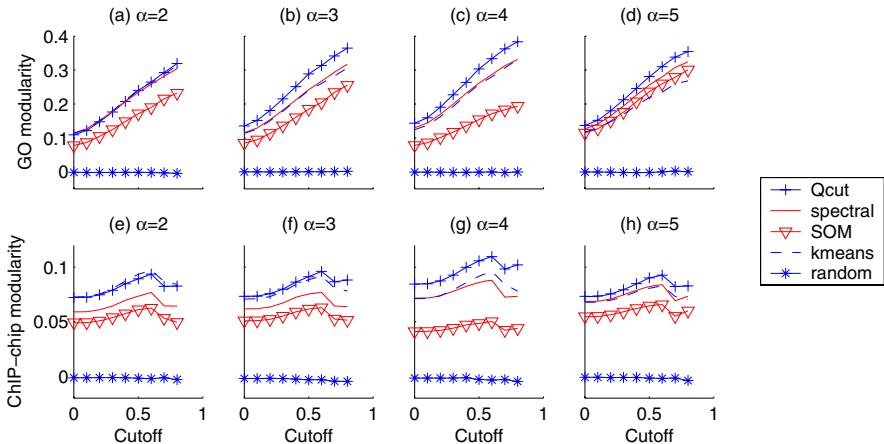 (a) α=2
(b) α=3
(c) α=4
(d) α=5
0.4
0.3
0.2
0.1
0
GO modularity
(e) α=2
(f) α=3
(g) α=4
(h) α=5
0.1
0.05
0
ChIP−chip modularity
0 0.5 1
0 0.5 1
0 0.5 1
0 0.5 1
Cutoff
Cutoff
Cutoff
Cutoff
Qcut
spectral
SOM
kmeans
random